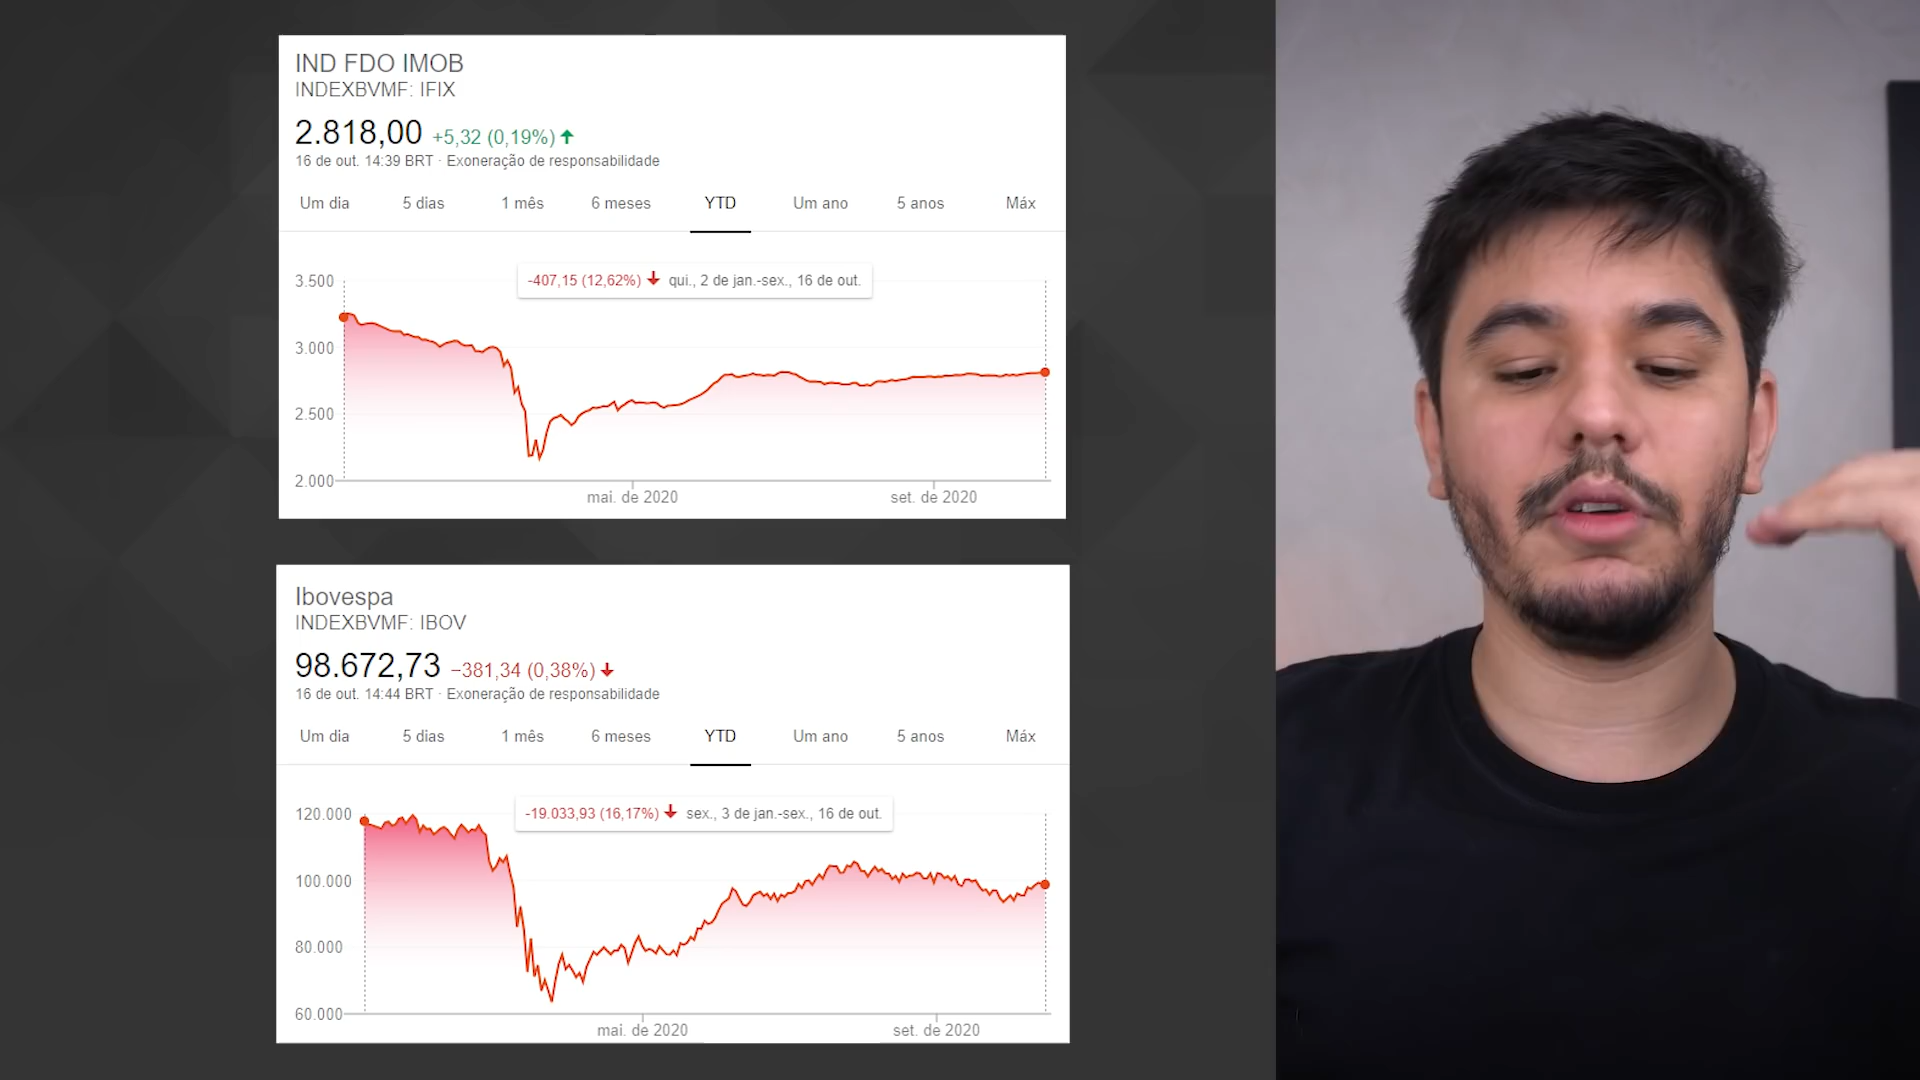 IND FDO IMOB
INDEXBVMF: IFIX
2.818,00 +5,32 (0,19%)
16 de out. 14:39 BRT · Exoneração de responsabilidade
Um dia 5 dias 1 mês 6 meses YTD Um ano 5 anos Máx
-407,15 (12,62%) qui., 2 de jan.-sex., 16 de out.
3.500
3.000
2.500
2.000
mai. de 2020 set. de 2020
Ibovespa
INDEXBVMF: IBOV
98.672,73 −381,34 (0,38%)
16 de out. 14:44 BRT · Exoneração de responsabilidade
Um dia 5 dias 1 mês 6 meses YTD Um ano 5 anos Máx
-19.033,93 (16,17%) sex., 3 de jan.-sex., 16 de out.
120.000
100.000
80.000
60.000
mai. de 2020 set. de 2020